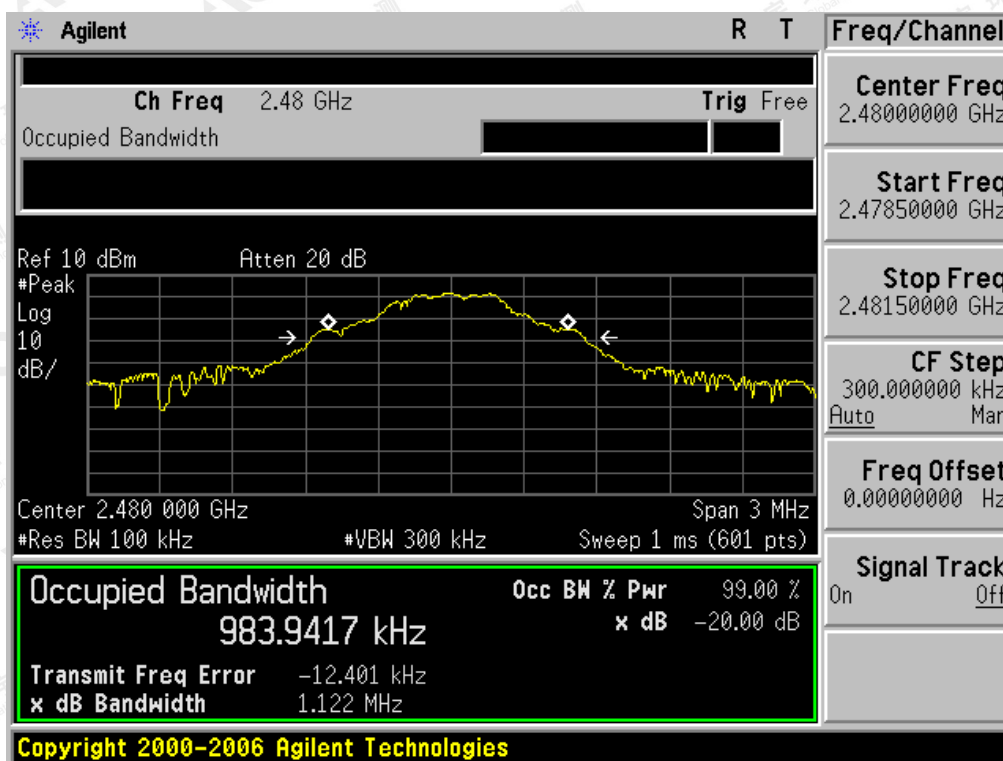 Agilent R T
Ch Freq 2.48 GHz Trig Free
Occupied Bandwidth
Ref 10 dBm Atten 20 dB
#Peak
Log
10
dB/
Center 2.480 000 GHz Span 3 MHz
#Res BW 100 kHz #VBW 300 kHz Sweep 1 ms (601 pts)
Occupied Bandwidth Occ BW % Pwr 99.00 %
983.9417 kHz x dB -20.00 dB
Transmit Freq Error -12.401 kHz
x dB Bandwidth 1.122 MHz
Copyright 2000-2006 Agilent Technologies
Freq/Channel
Center Freq
2.48000000 GHz
Start Freq
2.47850000 GHz
Stop Freq
2.48150000 GHz
CF Step
300.000000 kHz
Auto Man
Freq Offset
0.00000000 Hz
Signal Track
On Off